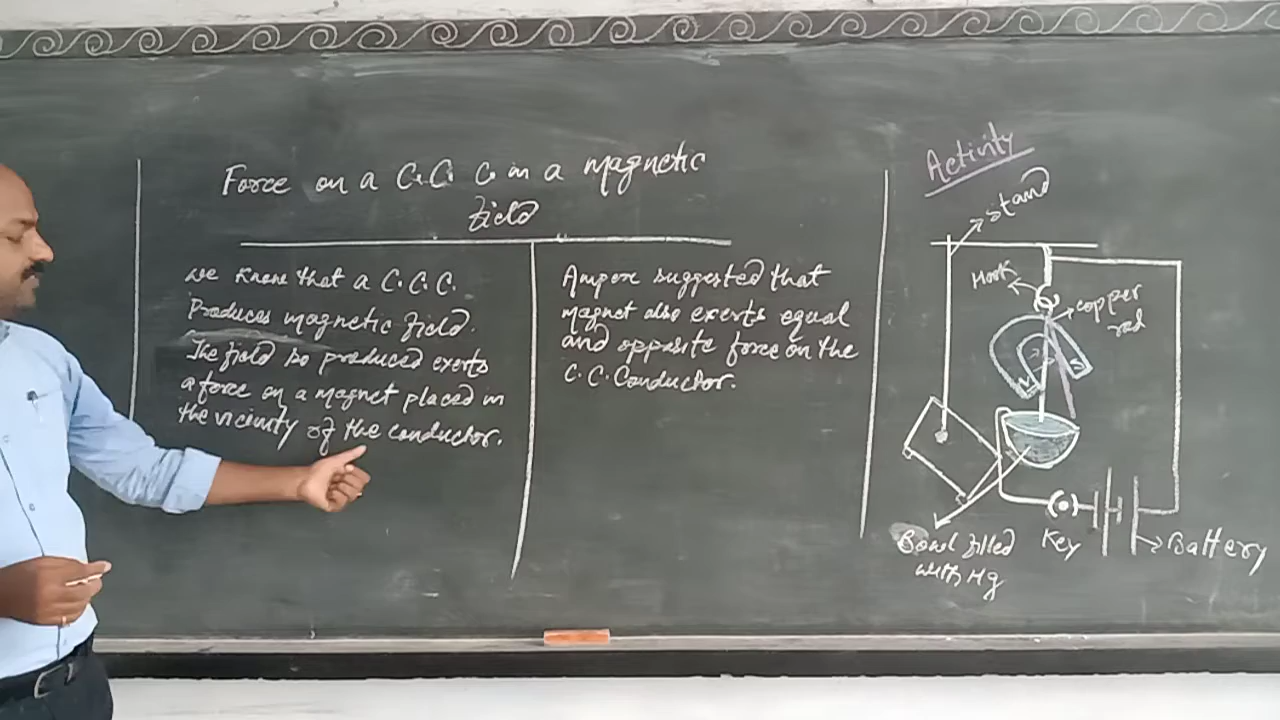 Force on a C.C. C. in a magnetic
field
we know that a C.C.C.
Produces magnetic field.
The field so produced exerts
a force on a magnet placed in
the vicinity of the conductor.
Ampere suggested that
magnet also exerts equal
and opposite force on the
C.C. Conductor.
Activity
stand
Hook
copper
rod
N
S
Bowl filled
with Hg
Key
Battery